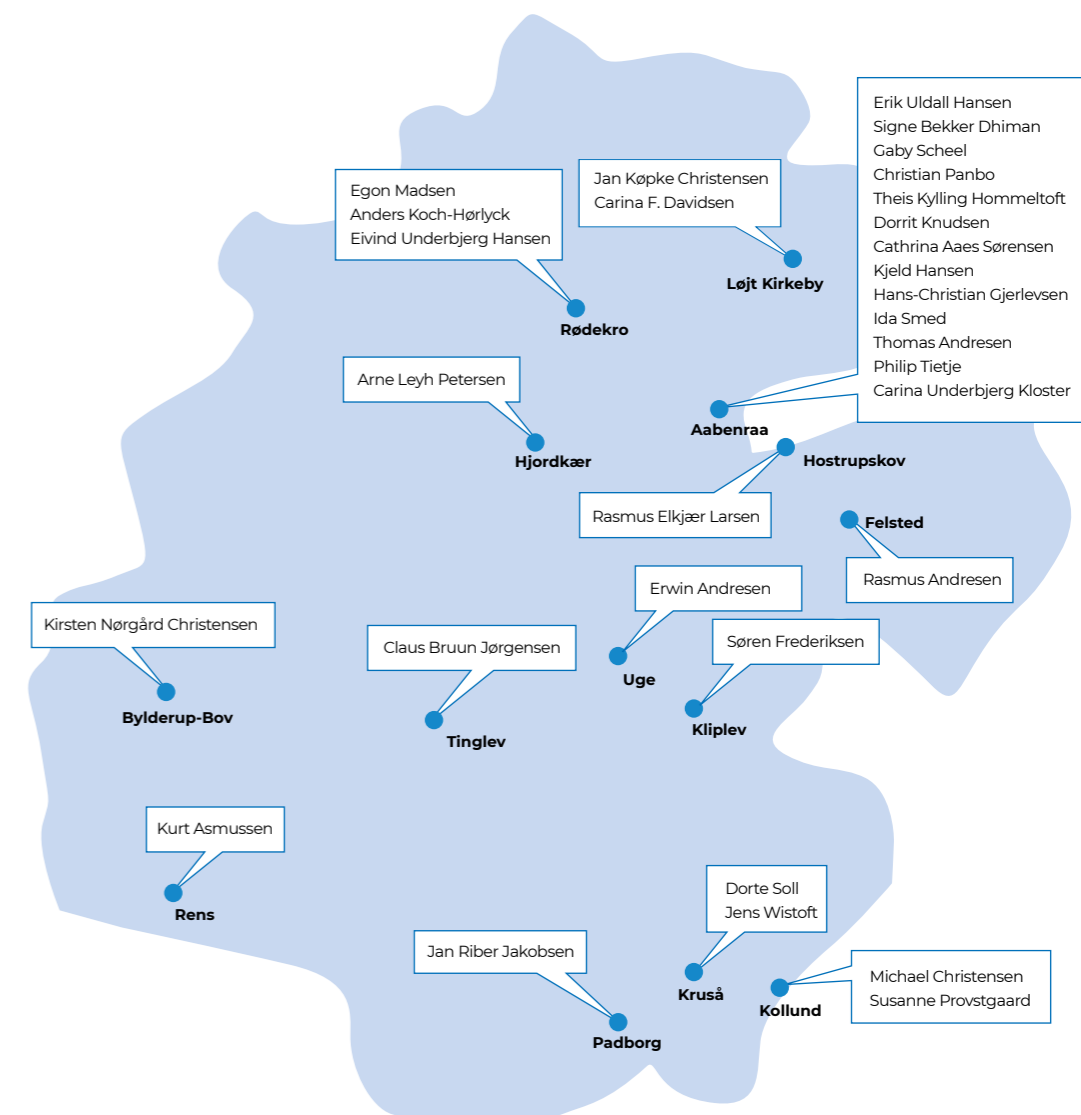 Erik Uldall Hansen
Signe Bekker Dhiman
Gaby Scheel
Christian Panbo
Theis Kylling Hommeltoft
Dorrit Knudsen
Cathrina Aaes Sørensen
Kjeld Hansen
Hans-Christian Gjerlevsen
Ida Smed
Thomas Andresen
Philip Tietje
Carina Underbjerg Kloster
Aabenraa
Jan Køpke Christensen
Carina F. Davidsen
Løjt Kirkeby
Egon Madsen
Anders Koch-Hørlyck
Eivind Underbjerg Hansen
Rødekro
Arne Leyh Petersen
Hjordkær
Hostrupskov
Rasmus Elkjær Larsen
Felsted
Rasmus Andresen
Erwin Andresen
Uge
Søren Frederiksen
Kliplev
Kirsten Nørgård Christensen
Bylderup-Bov
Claus Bruun Jørgensen
Tinglev
Kurt Asmussen
Rens
Dorte Soll
Jens Wistoft
Kruså
Jan Riber Jakobsen
Padborg
Michael Christensen
Susanne Provstgaard
Kollund